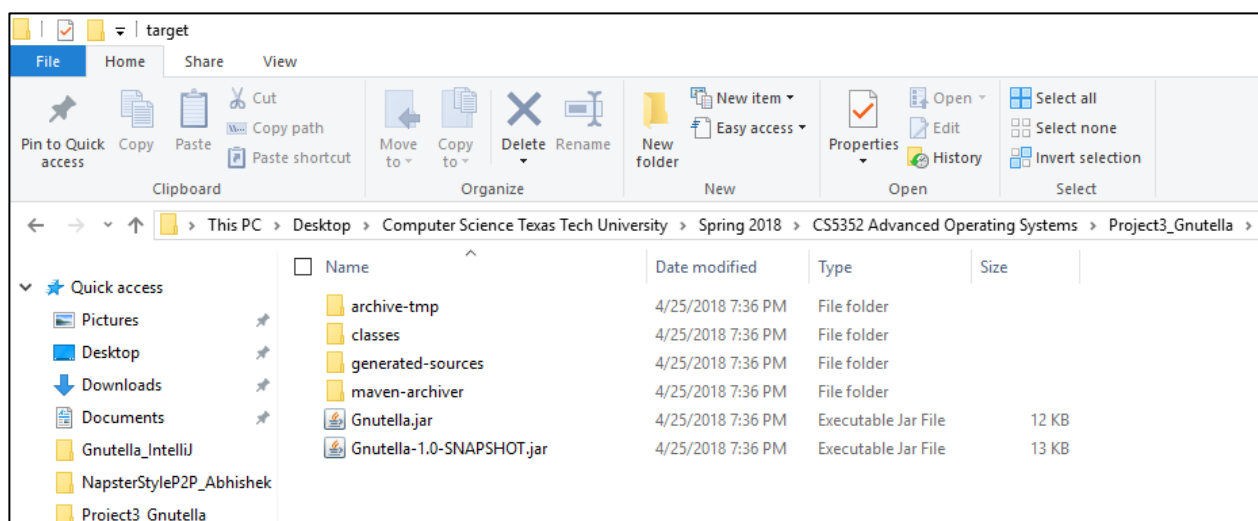 target
File Home Share View
Pin to Quick access
Copy
Paste
Cut
Copy path
Paste shortcut
Clipboard
Move to
Copy to
Delete
Rename
Organize
New folder
New item
Easy access
New
Properties
Open
Edit
History
Open
Select all
Select none
Invert selection
Select
This PC > Desktop > Computer Science Texas Tech University > Spring 2018 > CS5352 Advanced Operating Systems > Project3_Gnutella >
Quick access
Pictures
Desktop
Downloads
Documents
Gnutella_IntelliJ
NapsterStyleP2P_Abhishek
Project3_Gnutella
Name Date modified Type Size
archive-tmp 4/25/2018 7:36 PM File folder
classes 4/25/2018 7:36 PM File folder
generated-sources 4/25/2018 7:36 PM File folder
maven-archiver 4/25/2018 7:36 PM File folder
Gnutella.jar 4/25/2018 7:36 PM Executable Jar File 12 KB
Gnutella-1.0-SNAPSHOT.jar 4/25/2018 7:36 PM Executable Jar File 13 KB